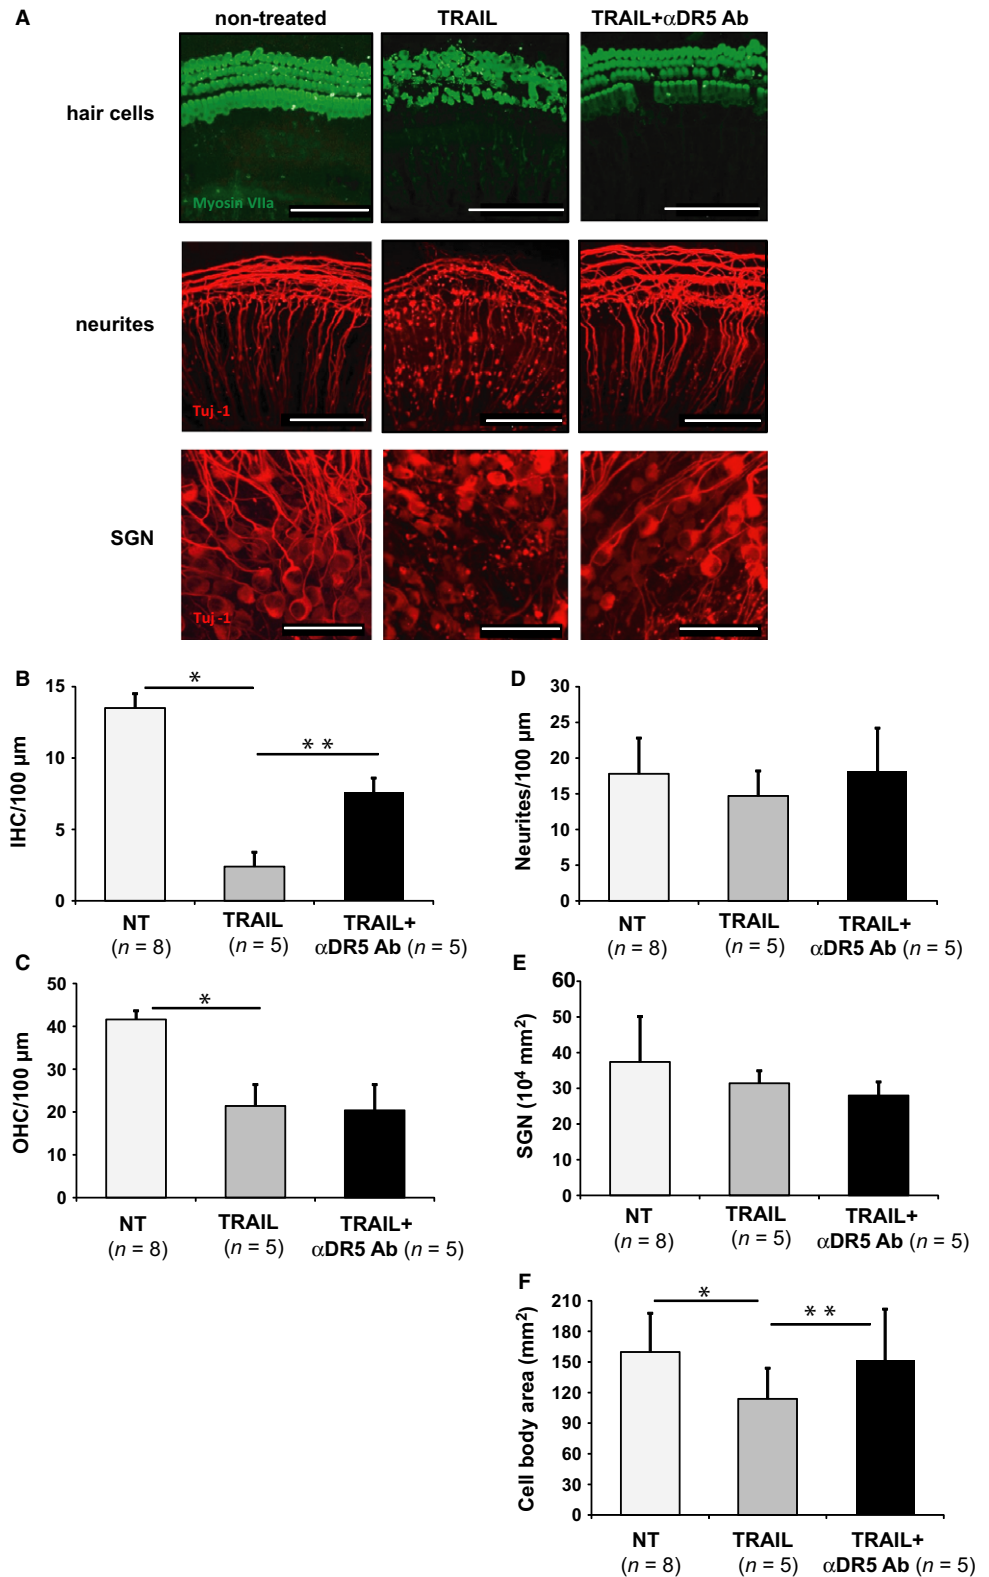 A
non-treated TRAIL TRAIL+αDR5 Ab
hair cells
Myosin VIIa
neurites
Tuj -1
SGN
Tuj -1
B
IHC/100 µm
15
10
5
0
*
* *
NT TRAIL TRAIL+
(n = 8) (n = 5) αDR5 Ab (n = 5)
D
Neurites/100 µm
30
25
20
15
10
5
0
NT TRAIL TRAIL+
(n = 8) (n = 5) αDR5 Ab (n = 5)
C
OHC/100 µm
50
40
30
20
10
0
*
NT TRAIL TRAIL+
(n = 8) (n = 5) αDR5 Ab (n = 5)
E
SGN (10⁴ mm²)
60
50
40
30
20
10
0
NT TRAIL TRAIL+
(n = 8) (n = 5) αDR5 Ab (n = 5)
F
Cell body area (mm²)
210
180
150
120
90
60
30
0
*
* *
NT TRAIL TRAIL+
(n = 8) (n = 5) αDR5 Ab (n = 5)